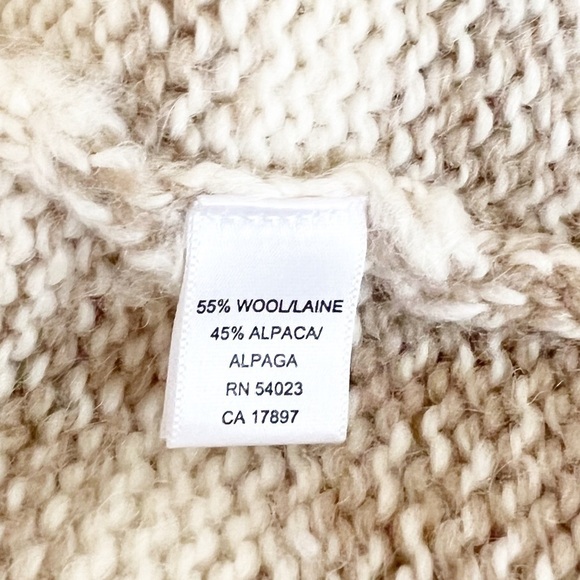 55% WOOL/LAINE
45% ALPACA/
ALPAGA
RN 54023
CA 17897